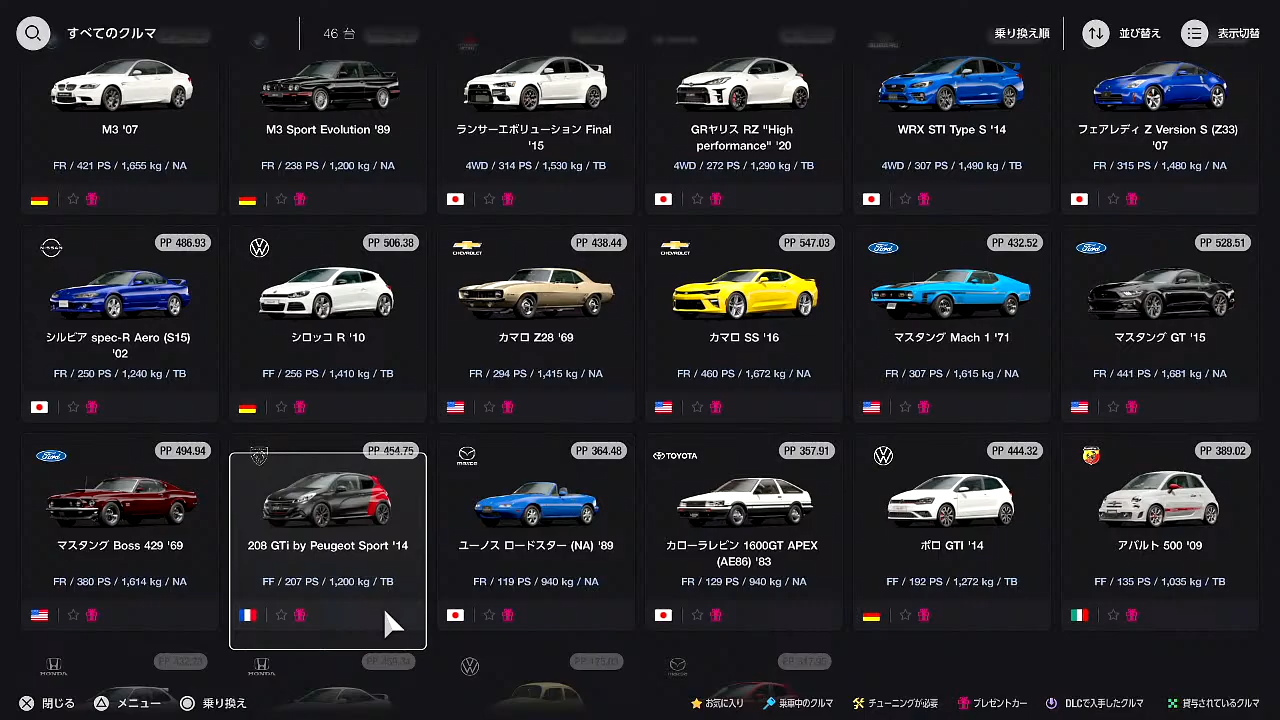 すべてのクルマ
46 台
乗り換え順
並び替え
表示切替
M3 '07
FR / 421 PS / 1,655 kg / NA
M3 Sport Evolution '89
FR / 238 PS / 1,200 kg / NA
ランサーエボリューション Final
'15
4WD / 314 PS / 1,530 kg / TB
GRヤリス RZ "High
performance" '20
4WD / 272 PS / 1,290 kg / TB
WRX STI Type S '14
4WD / 307 PS / 1,490 kg / TB
フェアレディ Z Version S (Z33)
'07
FR / 315 PS / 1,480 kg / NA
NISSAN
PP 486.93
シルビア spec-R Aero (S15)
'02
FR / 250 PS / 1,240 kg / TB
PP 506.38
シロッコ R '10
FF / 256 PS / 1,410 kg / TB
CHEVROLET
PP 438.44
カマロ Z28 '69
FR / 294 PS / 1,415 kg / NA
CHEVROLET
PP 547.03
カマロ SS '16
FR / 460 PS / 1,672 kg / NA
Ford
PP 432.52
マスタング Mach 1 '71
FR / 307 PS / 1,615 kg / NA
Ford
PP 528.51
マスタング GT '15
FR / 441 PS / 1,681 kg / NA
Ford
PP 494.94
マスタング Boss 429 '69
FR / 380 PS / 1,614 kg / NA
PP 454.75
208 GTi by Peugeot Sport '14
FF / 207 PS / 1,200 kg / TB
mazda
PP 364.48
ユーノス ロードスター (NA) '89
FR / 119 PS / 940 kg / NA
TOYOTA
PP 357.91
カローラレビン 1600GT APEX
(AE86) '83
FR / 129 PS / 940 kg / NA
PP 444.32
ポロ GTI '14
FF / 192 PS / 1,272 kg / TB
PP 389.02
アバルト 500 '09
FF / 135 PS / 1,035 kg / TB
HONDA
HONDA
閉じる
メニュー
乗り換え
お気に入り
乗車中のクルマ
チューニングが必要
プレゼントカー
DLCで入手したクルマ
貸与されているクルマ